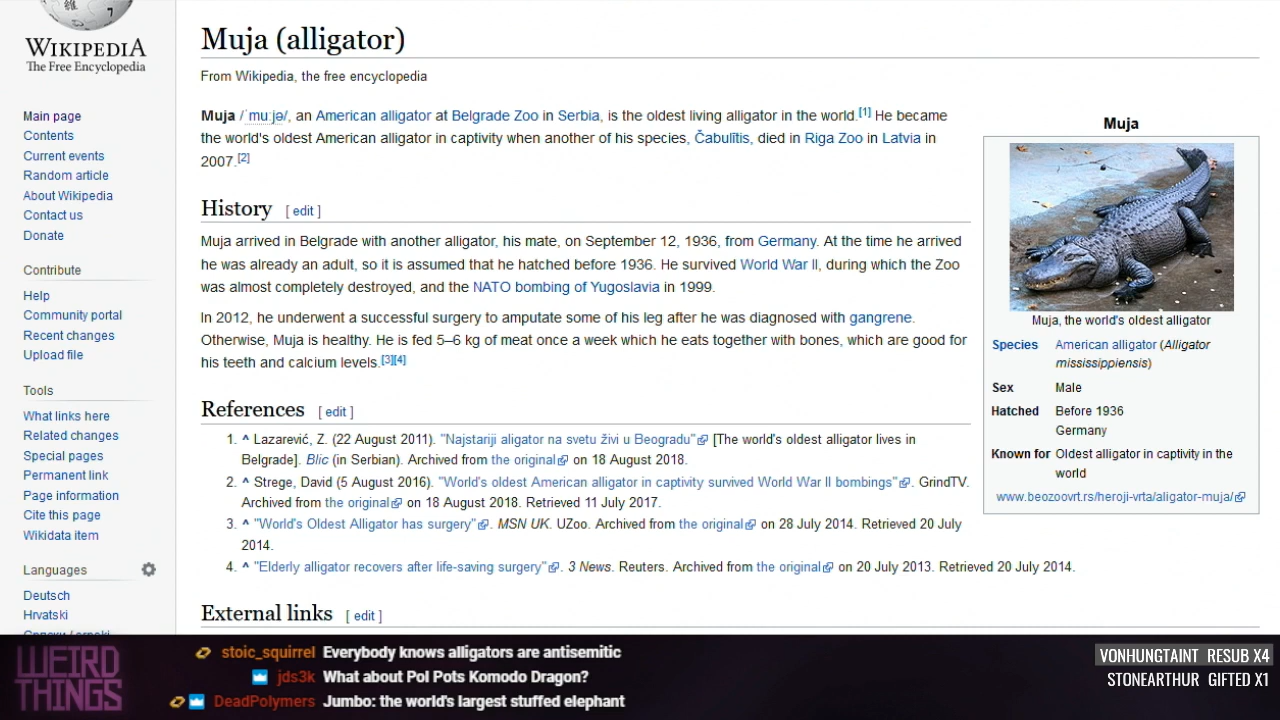 WIKIPEDIA
The Free Encyclopedia
Main page
Contents
Current events
Random article
About Wikipedia
Contact us
Donate
Contribute
Help
Community portal
Recent changes
Upload file
Tools
What links here
Related changes
Special pages
Permanent link
Page information
Cite this page
Wikidata item
Languages
Deutsch
Hrvatski
Muja (alligator)
From Wikipedia, the free encyclopedia
Muja /ˈmuːjə/, an American alligator at Belgrade Zoo in Serbia, is the oldest living alligator in the world.[1] He became
the world's oldest American alligator in captivity when another of his species, Čabulītis, died in Riga Zoo in Latvia in
2007.[2]
History [ edit ]
Muja arrived in Belgrade with another alligator, his mate, on September 12, 1936, from Germany. At the time he arrived
he was already an adult, so it is assumed that he hatched before 1936. He survived World War II, during which the Zoo
was almost completely destroyed, and the NATO bombing of Yugoslavia in 1999.
In 2012, he underwent a successful surgery to amputate some of his leg after he was diagnosed with gangrene.
Otherwise, Muja is healthy. He is fed 5–6 kg of meat once a week which he eats together with bones, which are good for
his teeth and calcium levels.[3][4]
References [ edit ]
1. ^ Lazarević, Z. (22 August 2011). "Najstariji aligator na svetu živi u Beogradu" [The world's oldest alligator lives in
Belgrade]. Blic (in Serbian). Archived from the original on 18 August 2018.
2. ^ Strege, David (5 August 2016). "World's oldest American alligator in captivity survived World War II bombings". GrindTV.
Archived from the original on 18 August 2018. Retrieved 11 July 2017.
3. ^ "World's Oldest Alligator has surgery". MSN UK. UZoo. Archived from the original on 28 July 2014. Retrieved 20 July
2014.
4. ^ "Elderly alligator recovers after life-saving surgery". 3 News. Reuters. Archived from the original on 20 July 2013. Retrieved 20 July 2014.
External links [ edit ]
Muja
Muja, the world's oldest alligator
Species American alligator (Alligator
mississippiensis)
Sex Male
Hatched Before 1936
Germany
Known for Oldest alligator in captivity in the
world
www.beozoovrt.rs/heroji-vrta/aligator-muja/
WEIRD
THINGS
stoic_squirrel Everybody knows alligators are antisemitic
jds3k What about Pol Pots Komodo Dragon?
DeadPolymers Jumbo: the world's largest stuffed elephant
VONHUNGTAINT RESUB X4
STONEARTHUR GIFTED X1